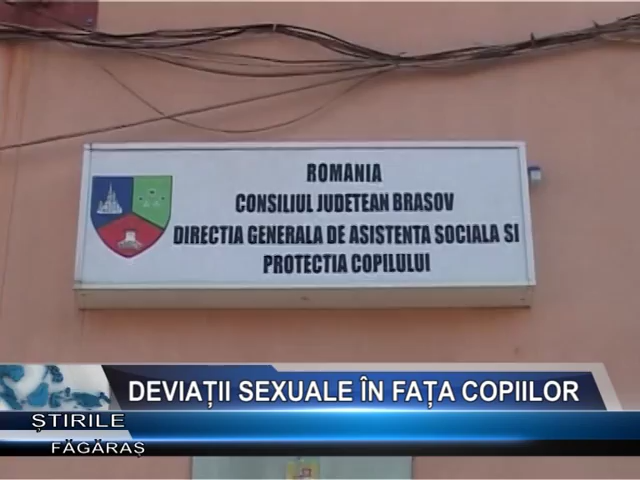 ROMANIA
CONSILIUL JUDETEAN BRASOV
DIRECTIA GENERALA DE ASISTENTA SOCIALA SI
PROTECTIA COPILULUI
DEVIAȚII SEXUALE ÎN FAȚA COPIILOR
ȘTIRILE
FĂGĂRAȘ